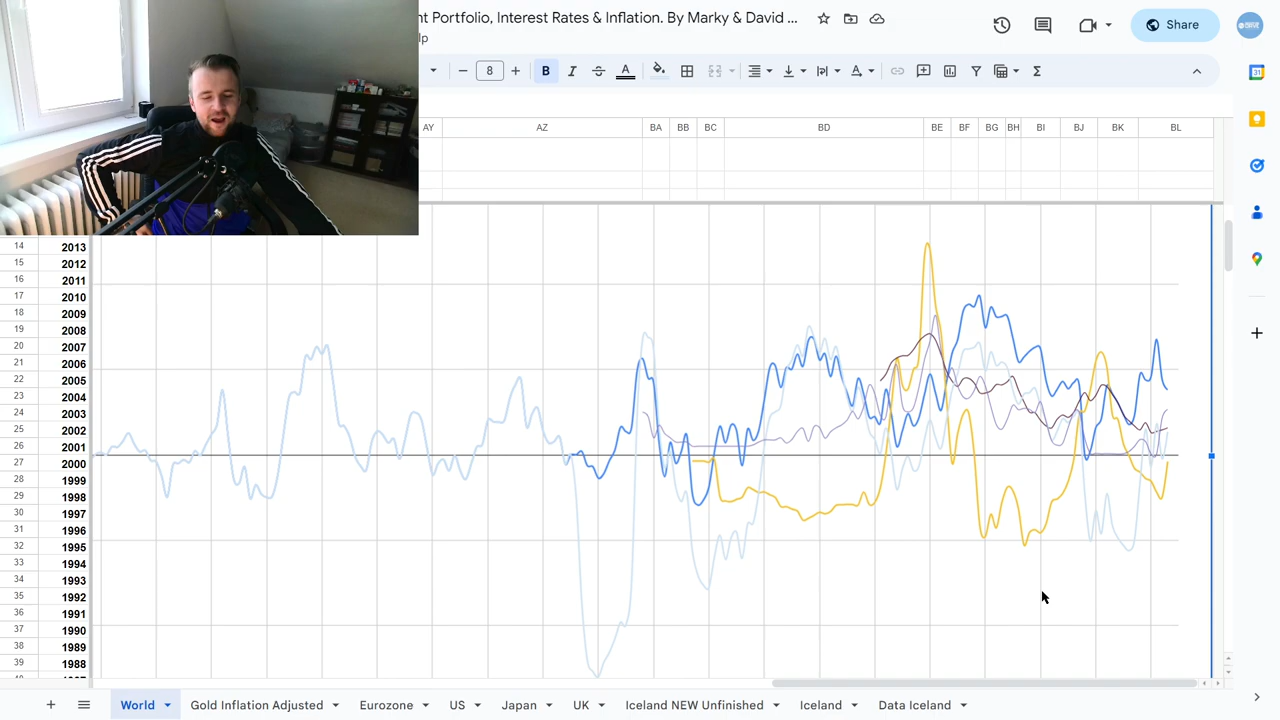 nt Portfolio, Interest Rates & Inflation. By Marky & David ...
Share
lp
8
B
I
S
A
A
Σ
31
AY
AZ
BA
BB
BC
BD
BE
BF
BG
BH
BI
BJ
BK
BL
14 2013
15 2012
16 2011
17 2010
18 2009
19 2008
20 2007
21 2006
22 2005
23 2004
24 2003
25 2002
26 2001
27 2000
28 1999
29 1998
30 1997
31 1996
32 1995
33 1994
34 1993
35 1992
36 1991
37 1990
38 1989
39 1988
World
Gold Inflation Adjusted
Eurozone
US
Japan
UK
Iceland NEW Unfinished
Iceland
Data Iceland